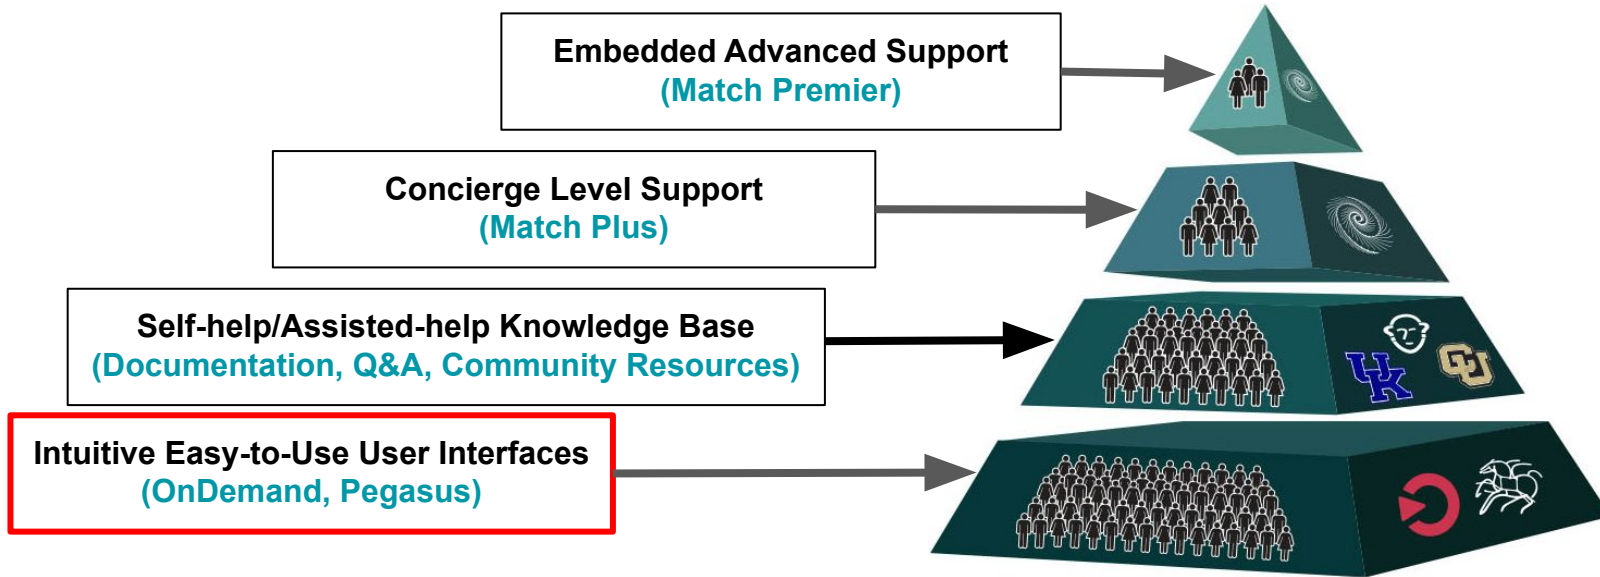 Embedded Advanced Support
(Match Premier)
Concierge Level Support
(Match Plus)
Self-help/Assisted-help Knowledge Base
(Documentation, Q&A, Community Resources)
UK
CU
Intuitive Easy-to-Use User Interfaces
(OnDemand, Pegasus)